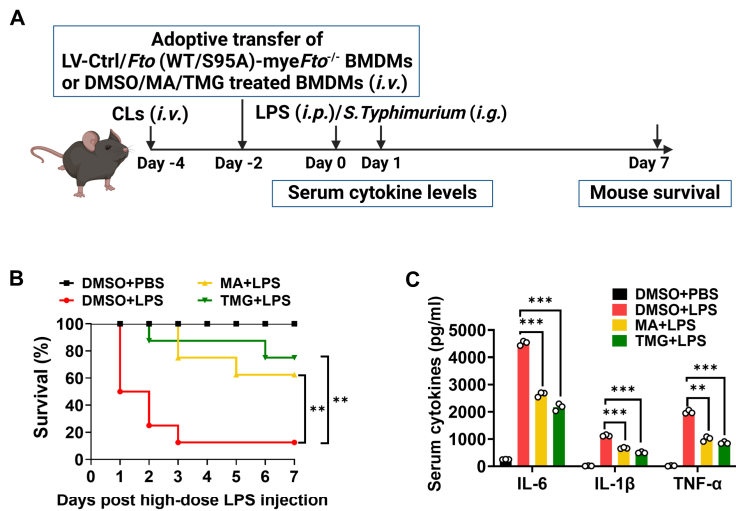 A
Adoptive transfer of
LV-Ctrl/Fto (WT/S95A)-myeFto-/- BMDMs
or DMSO/MA/TMG treated BMDMs (i.v.)
CLs (i.v.)
LPS (i.p.)/S.Typhimurium (i.g.)
Day -4
Day -2
Day 0
Day 1
Day 7
Serum cytokine levels
Mouse survival
B
DMSO+PBS
MA+LPS
DMSO+LPS
TMG+LPS
Survival (%)
100
80
60
40
20
0
**
**
0 1 2 3 4 5 6 7
Days post high-dose LPS injection
C
DMSO+PBS
DMSO+LPS
MA+LPS
TMG+LPS
Serum cytokines (pg/ml)
5000
4000
3000
2000
1000
0
***
***
***
***
***
**
IL-6
IL-1β
TNF-α